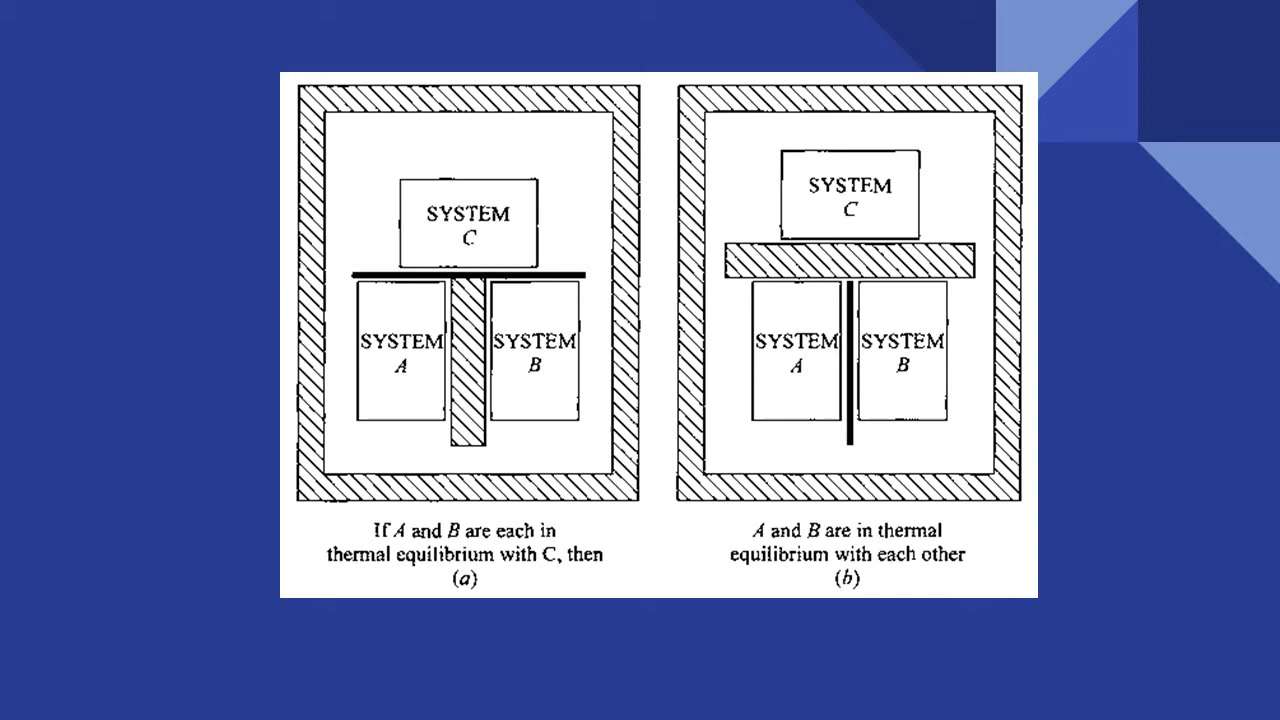 SYSTEM
C
SYSTEM
A
SYSTEM
B
If A and B are each in
thermal equilibrium with C, then
(a)
SYSTEM
C
SYSTEM
A
SYSTEM
B
A and B are in thermal
equilibrium with each other
(b)